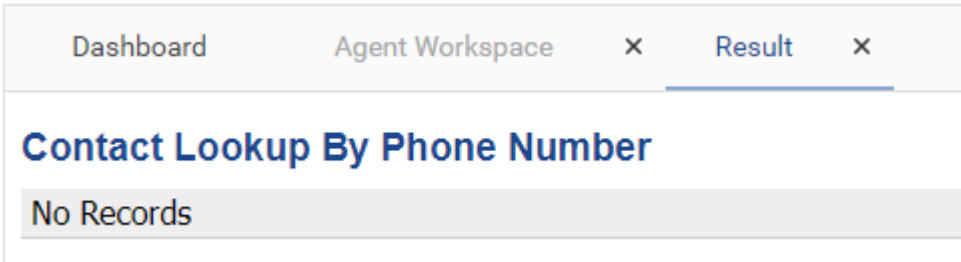 Dashboard Agent Workspace × Result ×
Contact Lookup By Phone Number
No Records